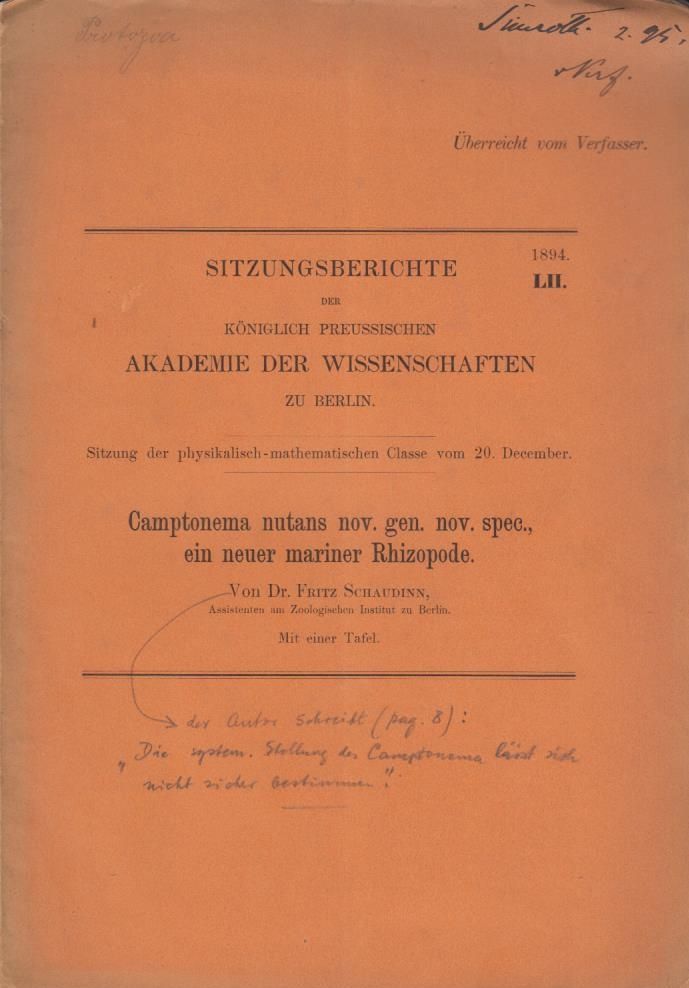 Protozoa
Simroth. 2. 95.
v. Verf.
Überreicht vom Verfasser.
1894.
LII.
SITZUNGSBERICHTE
DER
KÖNIGLICH PREUSSISCHEN
AKADEMIE DER WISSENSCHAFTEN
ZU BERLIN.
Sitzung der physikalisch-mathematischen Classe vom 20. December.
Camptonema nutans nov. gen. nov. spec.,
ein neuer mariner Rhizopode.
Von Dr. FRITZ SCHAUDINN,
Assistenten am Zoologischen Institut zu Berlin.
Mit einer Tafel.
der Autor schreibt (pag. 8):
„Die system. Stellung des Camptonema lässt sich
nicht sicher bestimmen".